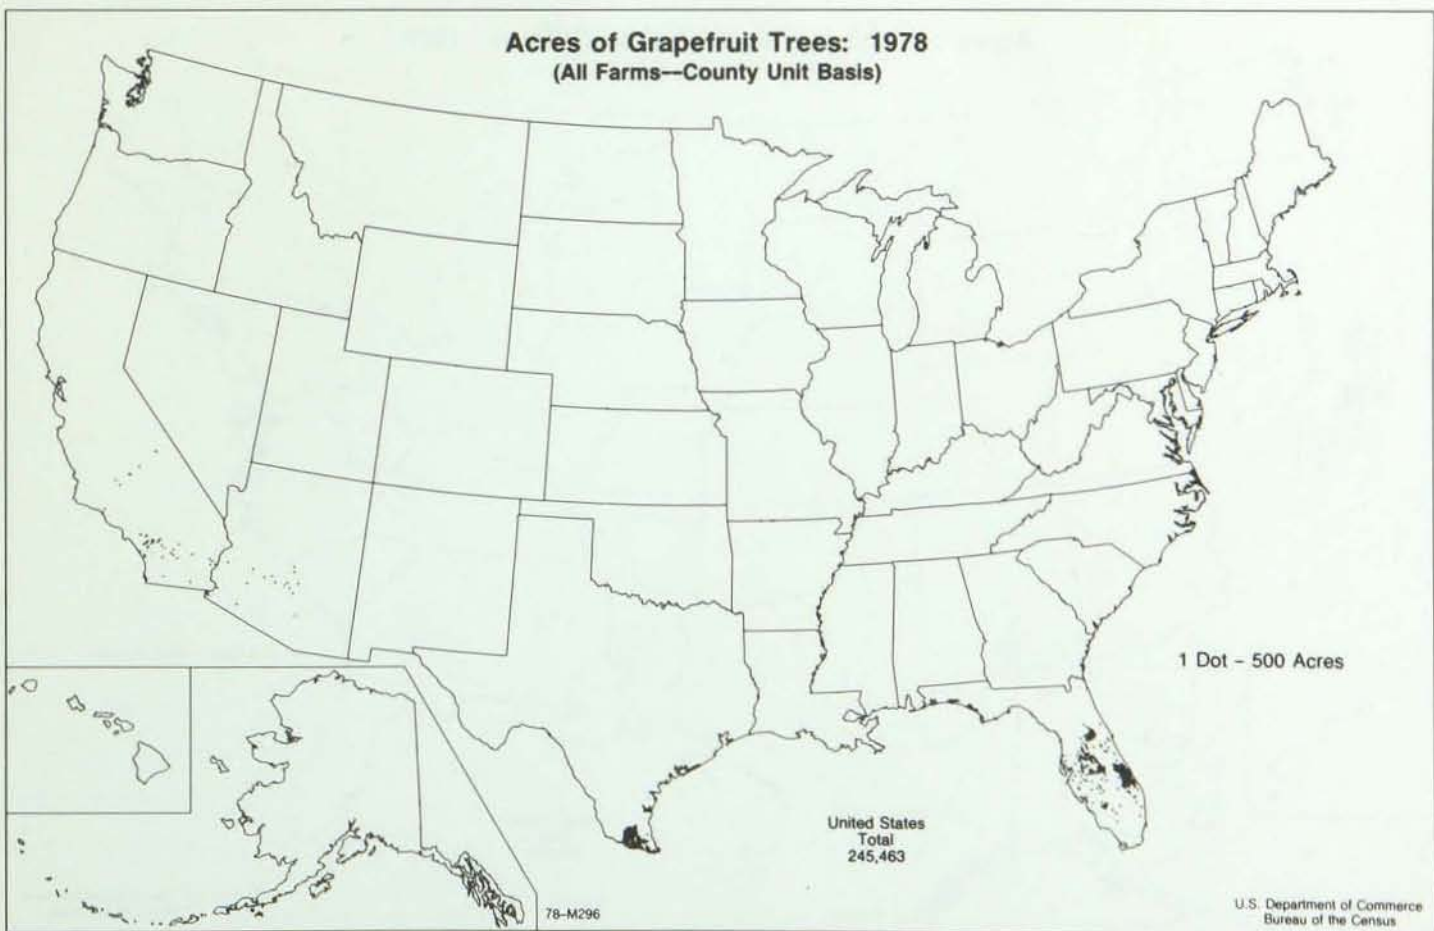 Acres of Grapefruit Trees: 1978
(All Farms--County Unit Basis)
1 Dot - 500 Acres
United States
Total
245,463
78-M296
U.S. Department of Commerce
Bureau of the Census